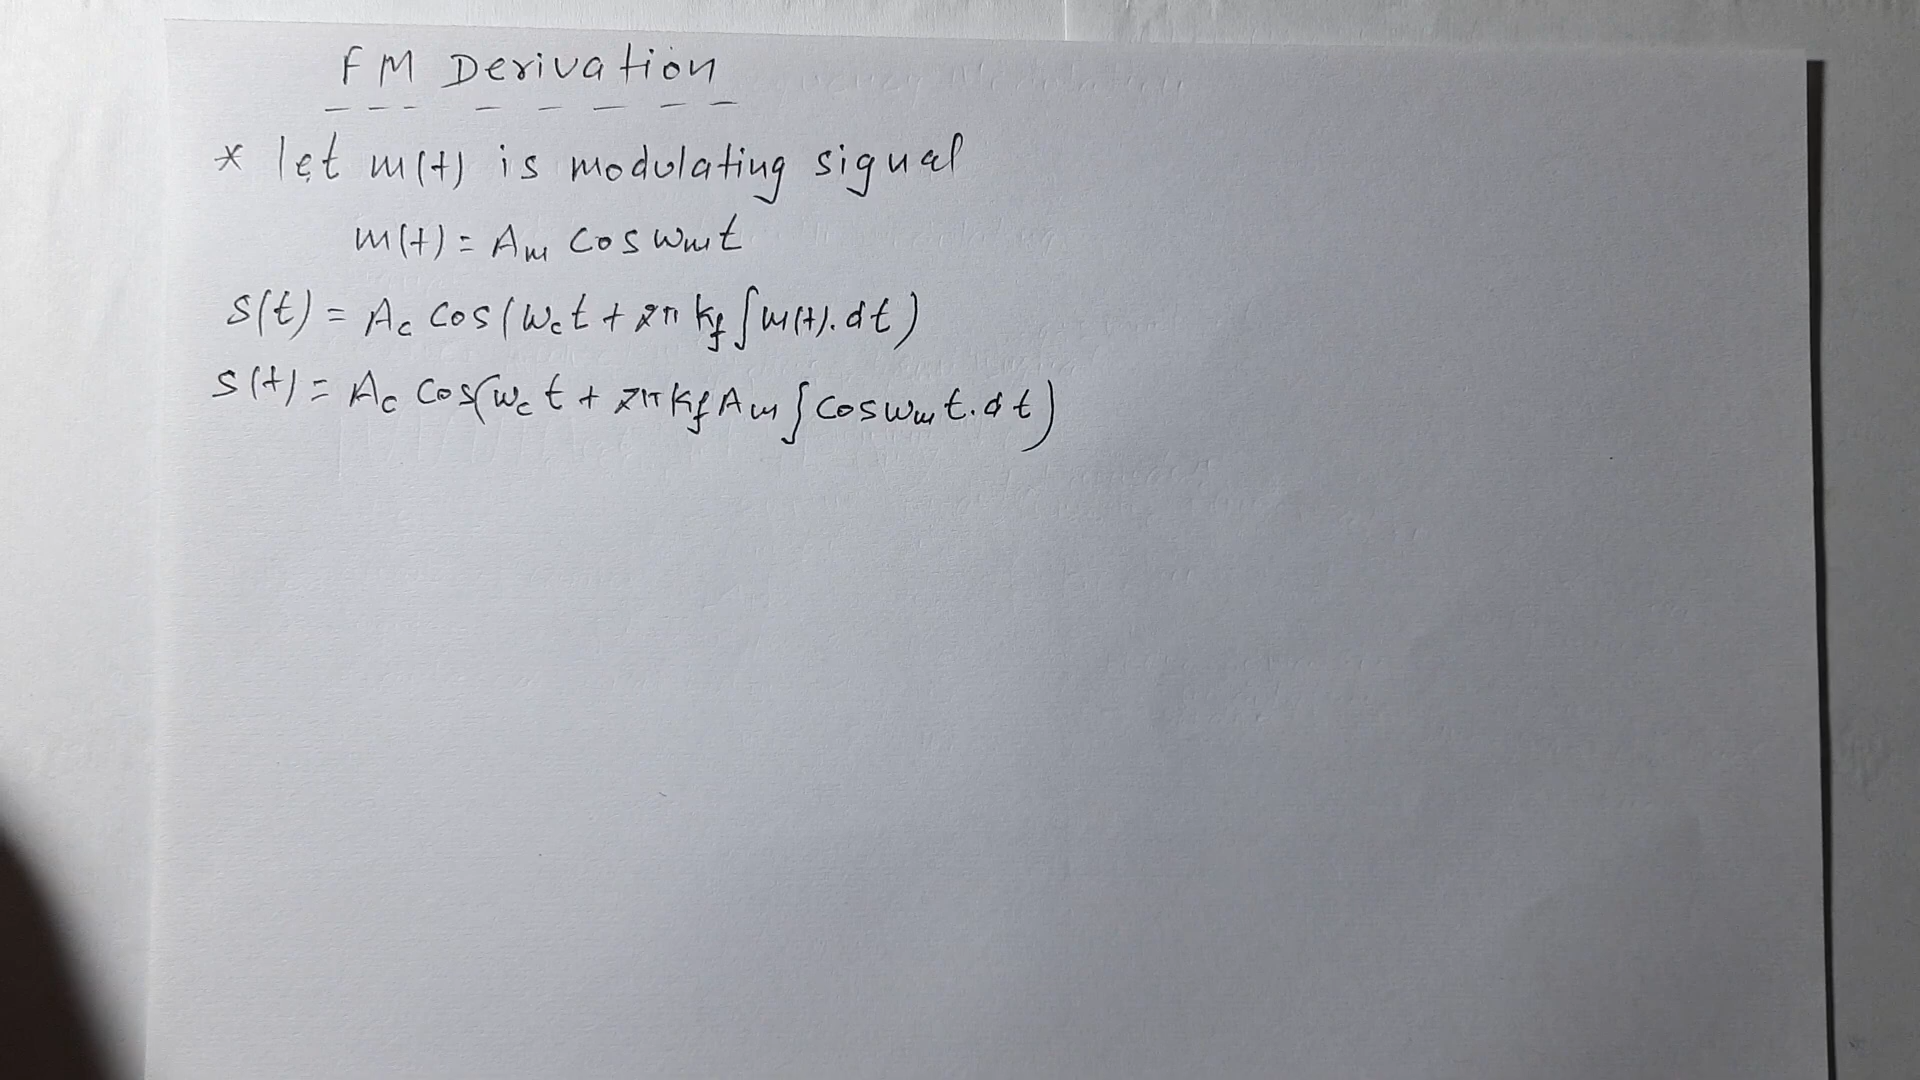 FM Derivation
* let m(t) is modulating signal
m(t) = Am cos wmt
s(t) = Ac cos(wct + 2π kf ∫m(t).dt)
s(t) = Ac cos(wct + 2π kf Am ∫cos wm t.dt)